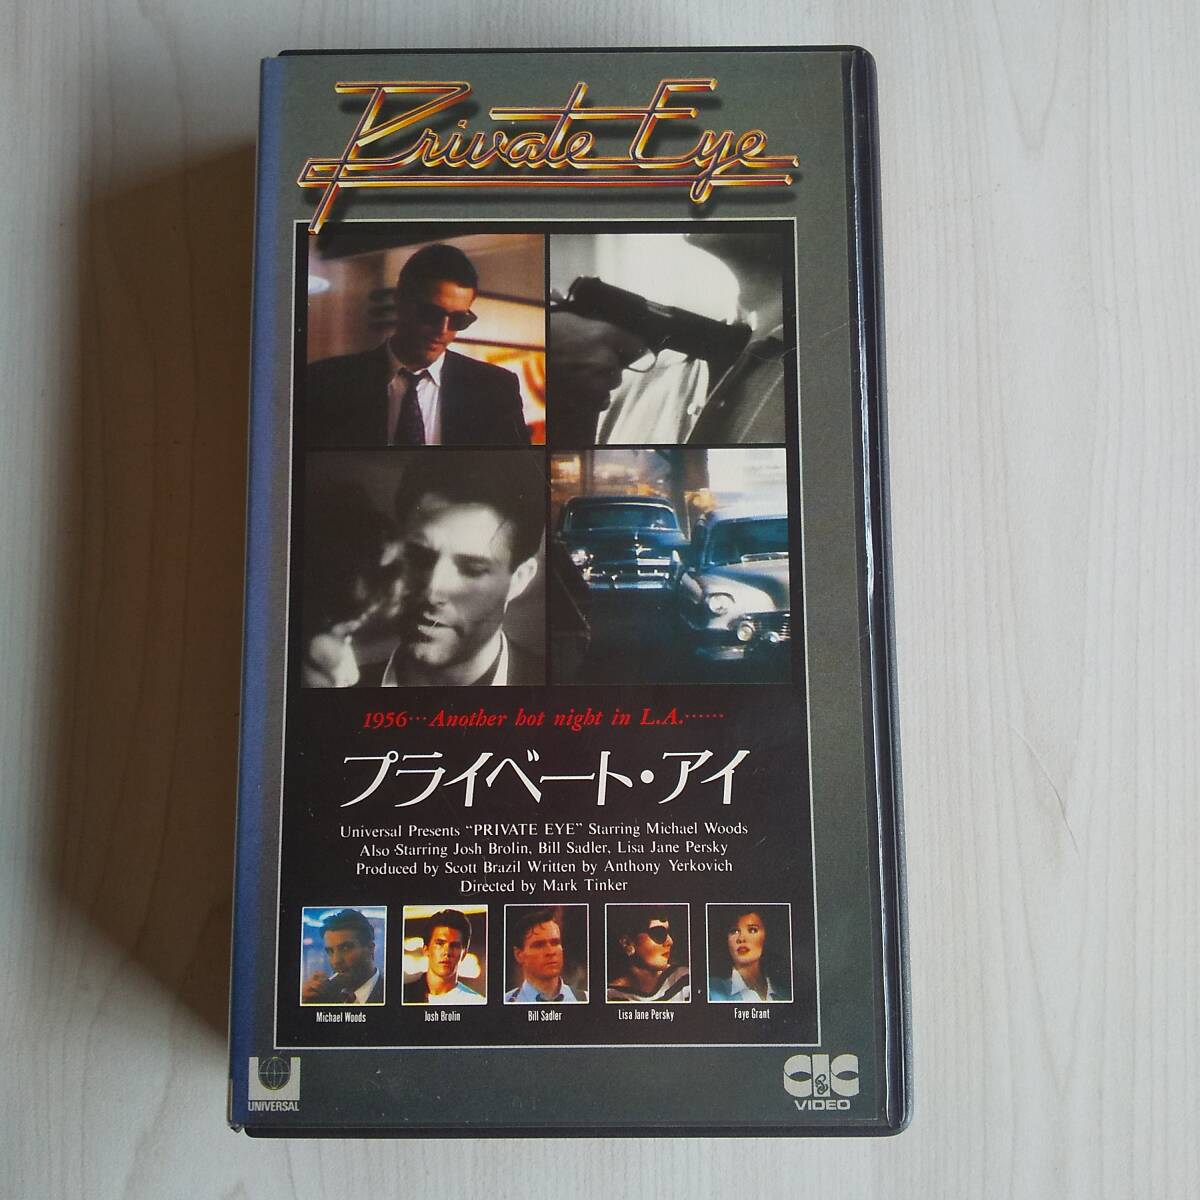 Private Eye
1956…Another hot night in L.A.……
プライベート・アイ
Universal Presents “PRIVATE EYE” Starring Michael Woods
Also Starring Josh Brolin, Bill Sadler, Lisa Jane Persky
Produced by Scott Brazil Written by Anthony Yerkovich
Directed by Mark Tinker
Michael Woods
Josh Brolin
Bill Sadler
Lisa Jane Persky
Faye Grant
UNIVERSAL
CIC
VIDEO